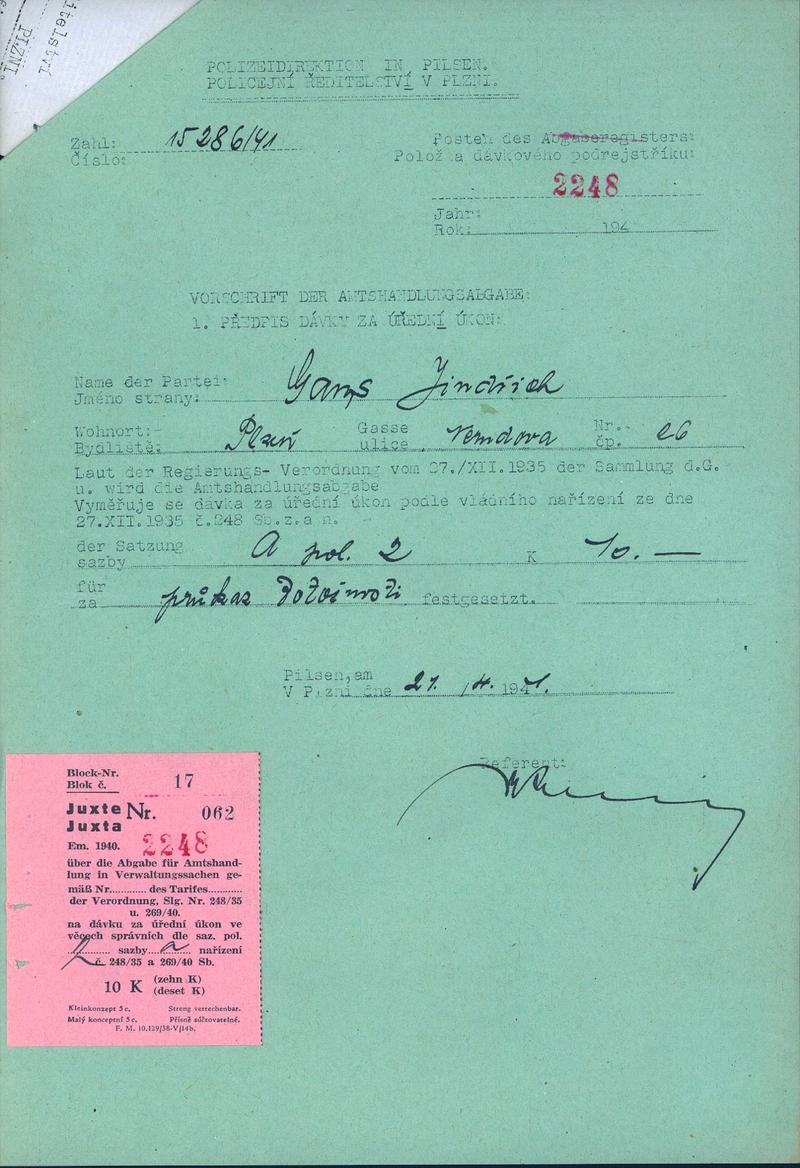 itelství
PLZNI
POLIZEIDIREKTION IN PILSEN.
POLICEJNÍ ŘEDITELSTVÍ V PLZNI.
Zahl: 15286/41
Číslo:
Posten des Abgaberegisters:
Položka dávkového podrejstříku:
2248
Jahr:
Rok: 194
VORSCHRIFT DER AMTSHANDLUNGSABGABE:
1. PŘEDPIS DÁVKY ZA ÚŘEDNÍ ÚKON:
Name der Partei:
Jméno strany: Gans Jindřich
Wohnort:- Gasse Nr.-
Bydliště: Plzeň ulice Nerudova čp. 26
Laut der Regierungs- Verordnung vom 27./XII.1935 der Sammlung d.G.
u. wird die Amtshandlungsabgabe
Vyměřuje se dávka za úřední úkon podle vládního nařízení ze dne
27.XII.1935 č.248 Sb.z.a n.
der Satzung
sazby A pol. 2 K 10.—
für
za průkaz totožnosti festgesetzt.
Pilsen,am
V Plzni dne 21. /4. 1941.
Referent:
Block-Nr.
Blok č. 17
Juxte Nr. 062
Juxta
Em. 1940. 2248
über die Abgabe für Amtshand-
lung in Verwaltungssachen ge-
mäß Nr........... des Tarifes...........
der Verordnung, Slg. Nr. 248/35
u. 269/40.
na dávku za úřední úkon ve
věcech správních dle saz. pol.
2 sazby a nařízení
č. 248/35 a 269/40 Sb.
10 K (zehn K)
(deset K)
Kleinkonzept 5 c. Streng verrechenbar.
Malý konceptní 5 c. Přísně súčtovatelné.
F. M. 10.129/38-V/14b.